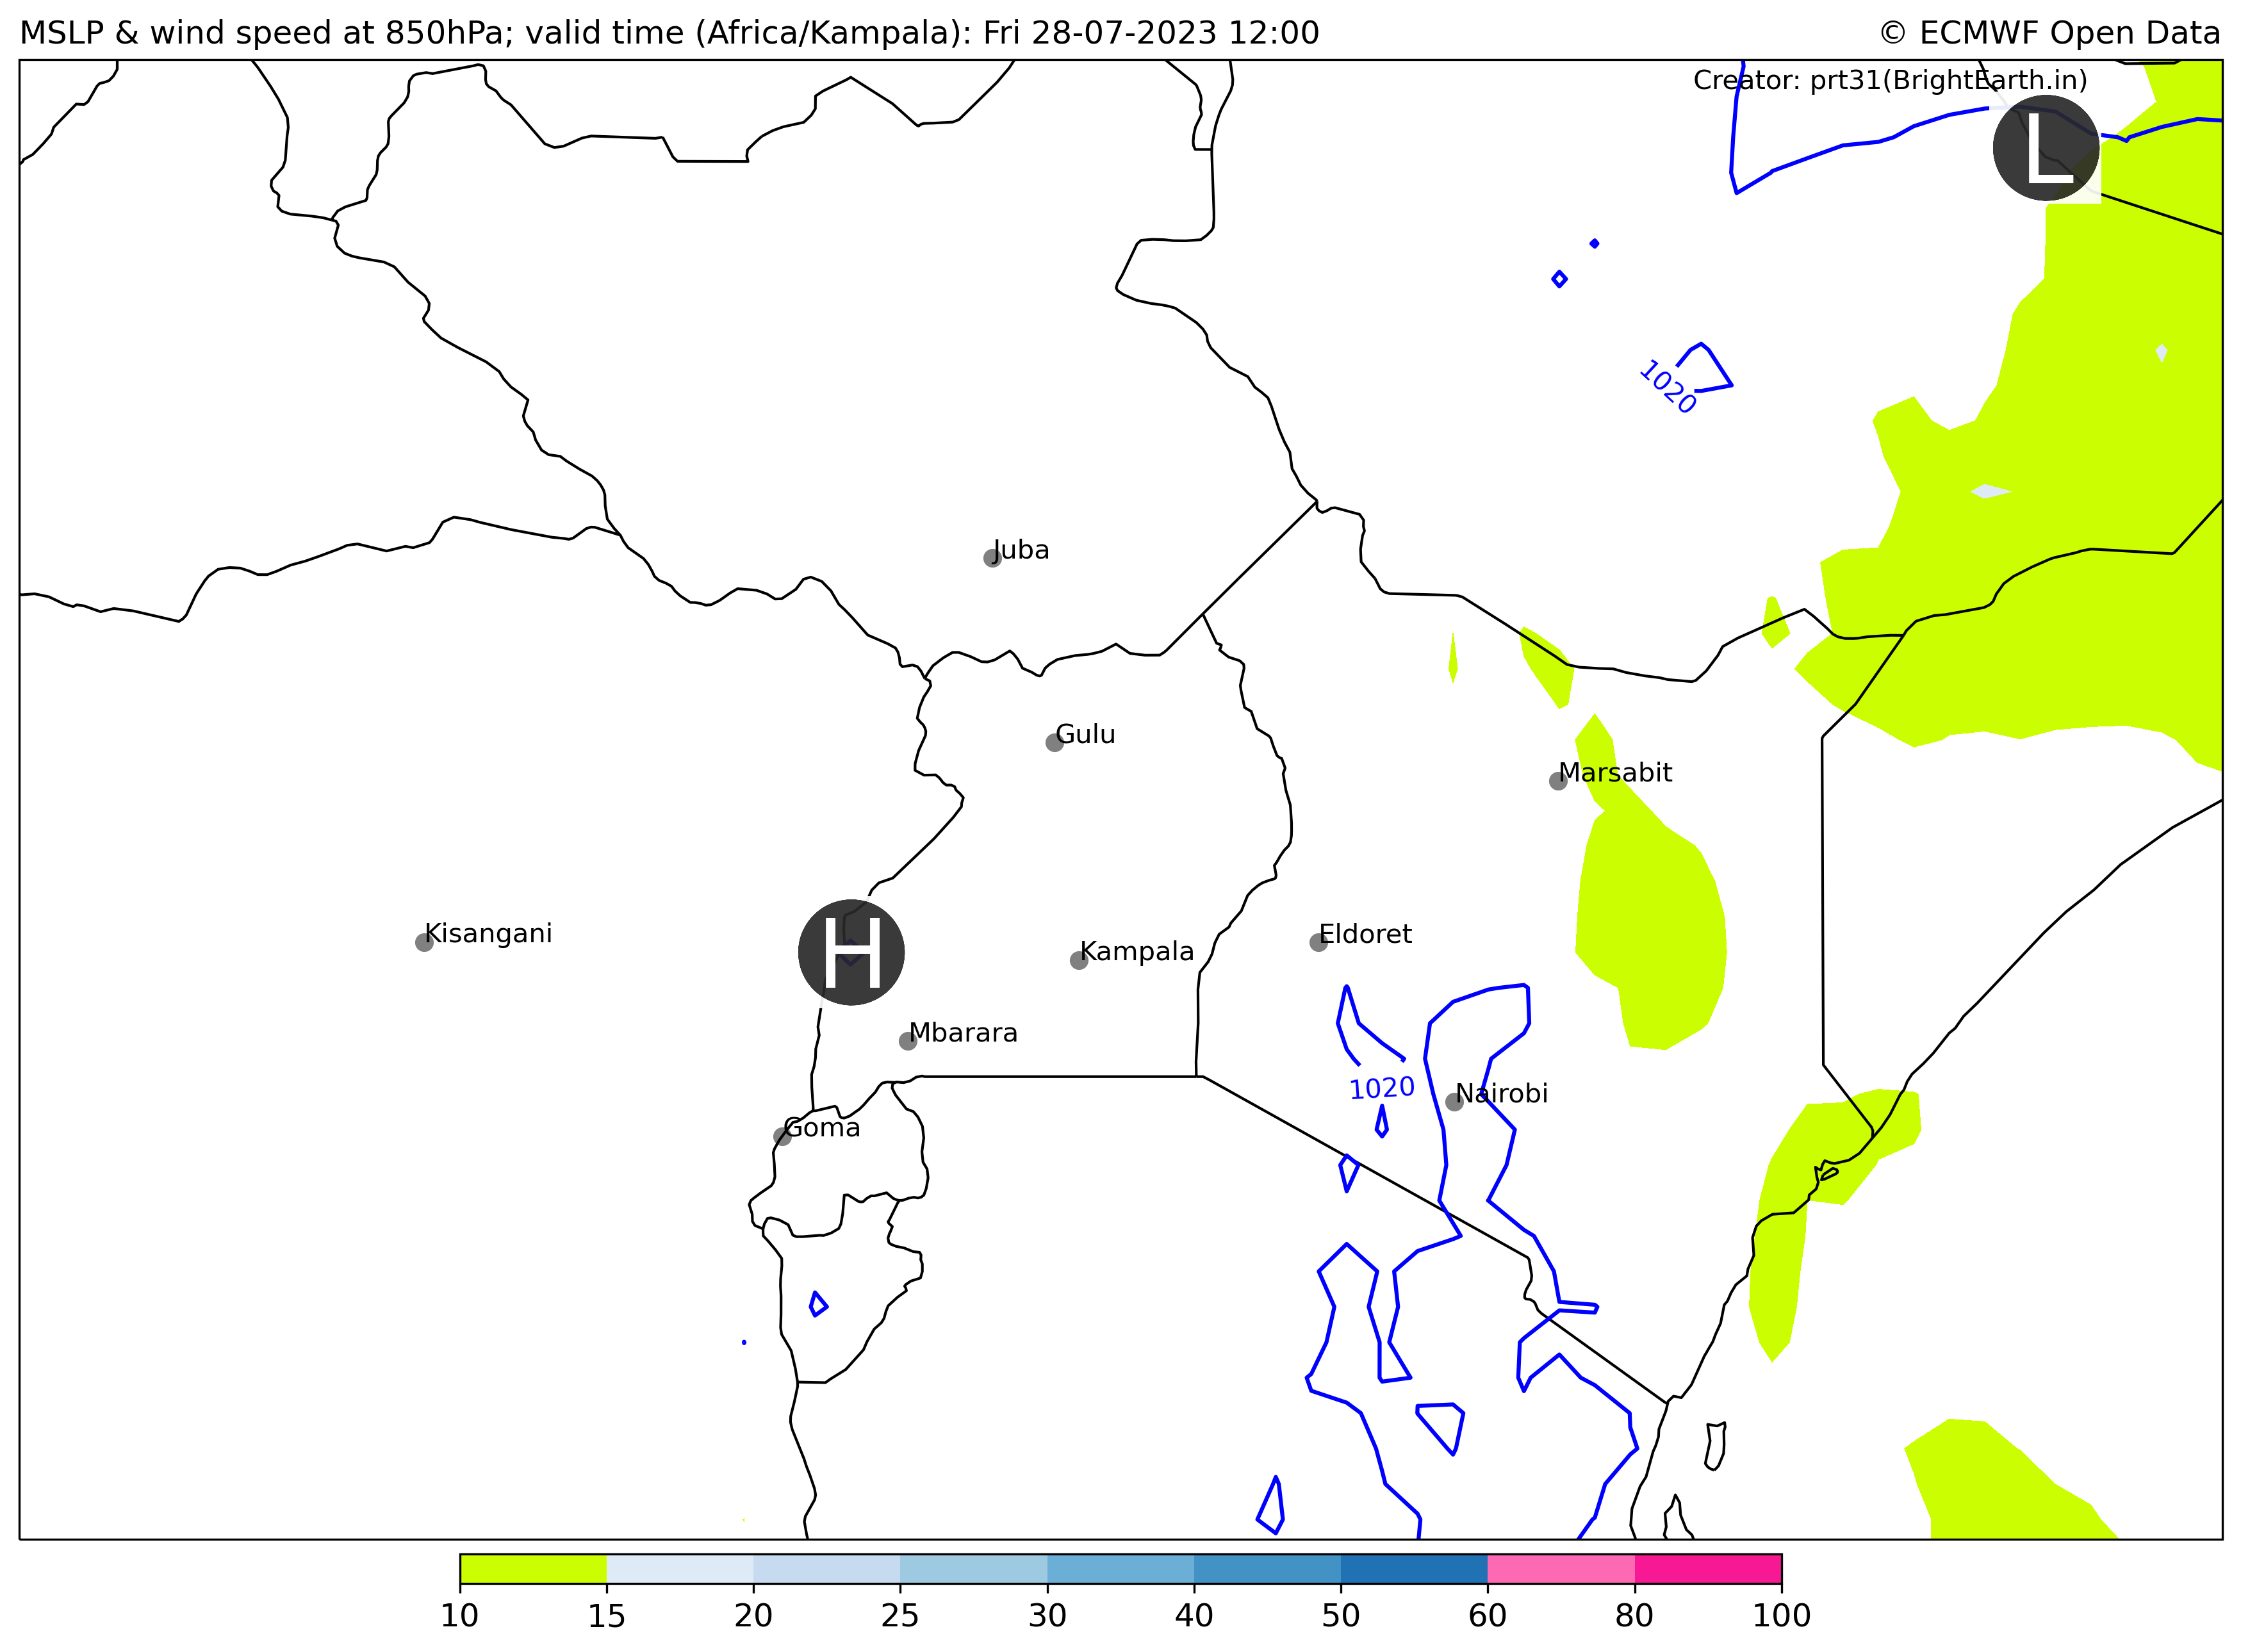 MSLP & wind speed at 850hPa; valid time (Africa/Kampala): Fri 28-07-2023 12:00
© ECMWF Open Data
Creator: prt31(BrightEarth.in)
L
1020
Juba
Gulu
Marsabit
Kisangani
H
Kampala
Eldoret
Mbarara
1020
Nairobi
Goma
10 15 20 25 30 40 50 60 80 100